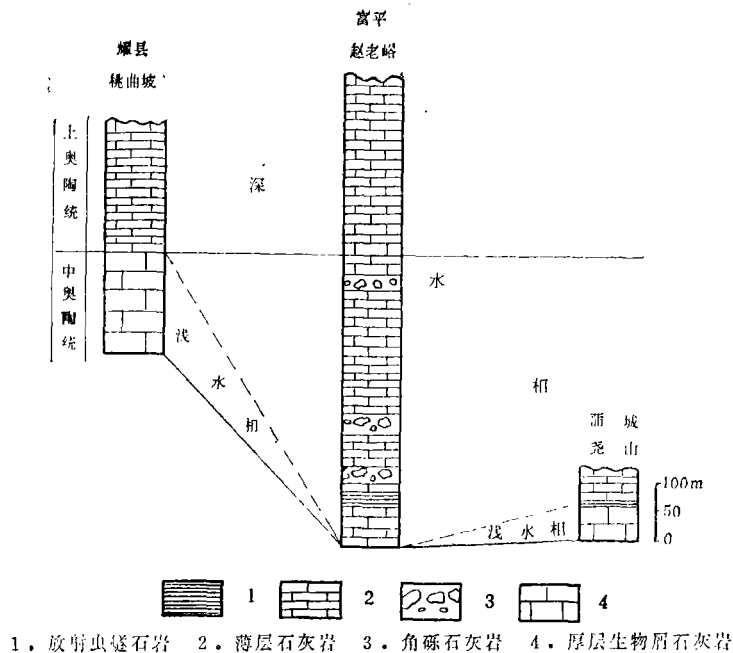 富平
赵老峪
耀县
桃曲坡
上奥陶统
中奥陶统
深
水
相
浅
水
相
蒲城
尧山
浅水相
100m
50
0
1
2
3
4
1．放射虫燧石岩 2．薄层石灰岩 3．角砾石灰岩 4．厚层生物屑石灰岩